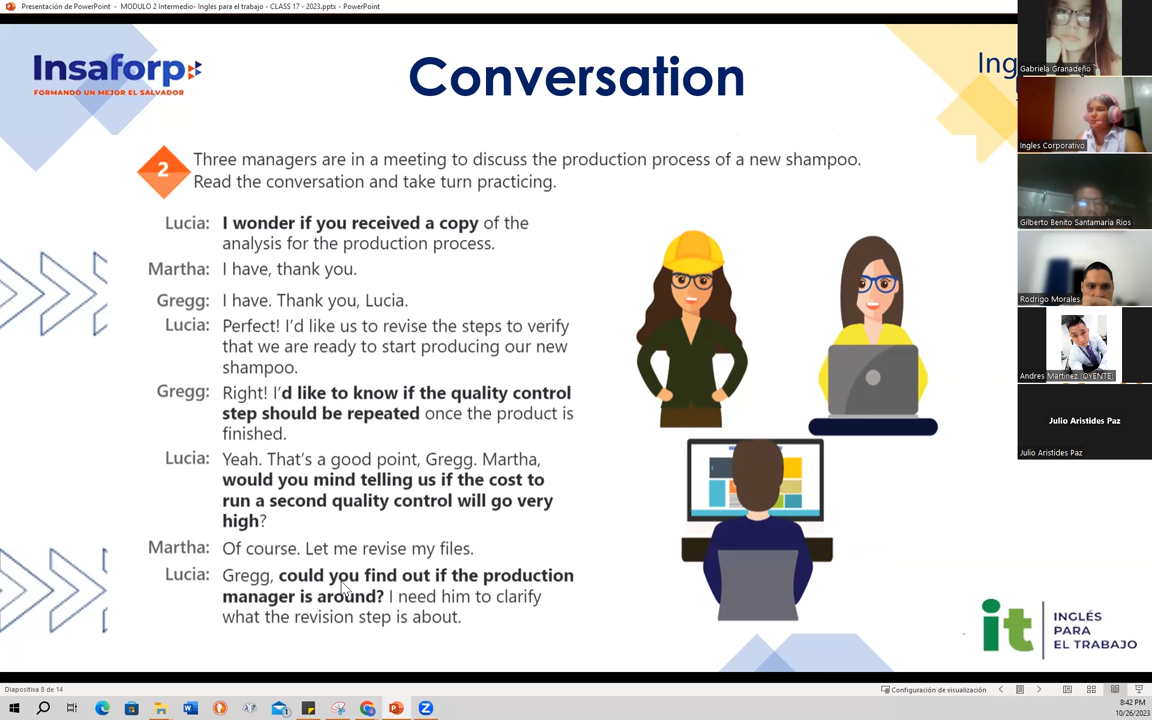 Presentación de PowerPoint - MODULO 2 Intermedio- Ingles para el trabajo - CLASS 17 - 2023.pptx - PowerPoint
Insaforp
FORMANDO UN MEJOR EL SALVADOR
Conversation
Ing
2
Three managers are in a meeting to discuss the production process of a new shampoo.
Read the conversation and take turn practicing.
Lucia: I wonder if you received a copy of the
analysis for the production process.
Martha: I have, thank you.
Gregg: I have. Thank you, Lucia.
Lucia: Perfect! I'd like us to revise the steps to verify
that we are ready to start producing our new
shampoo.
Gregg: Right! I'd like to know if the quality control
step should be repeated once the product is
finished.
Lucia: Yeah. That's a good point, Gregg. Martha,
would you mind telling us if the cost to
run a second quality control will go very
high?
Martha: Of course. Let me revise my files.
Lucia: Gregg, could you find out if the production
manager is around? I need him to clarify
what the revision step is about.
it
INGLÉS
PARA
EL TRABAJO
Gabriela Granadeño
Ingles Corporativo
Gilberto Benito Santamaria Rios
Rodrigo Morales
Andres Martinez (OYENTE)
Julio Aristides Paz
Julio Aristides Paz
Diapositiva 8 de 14
Configuración de visualización
8:42 PM
10/26/2023